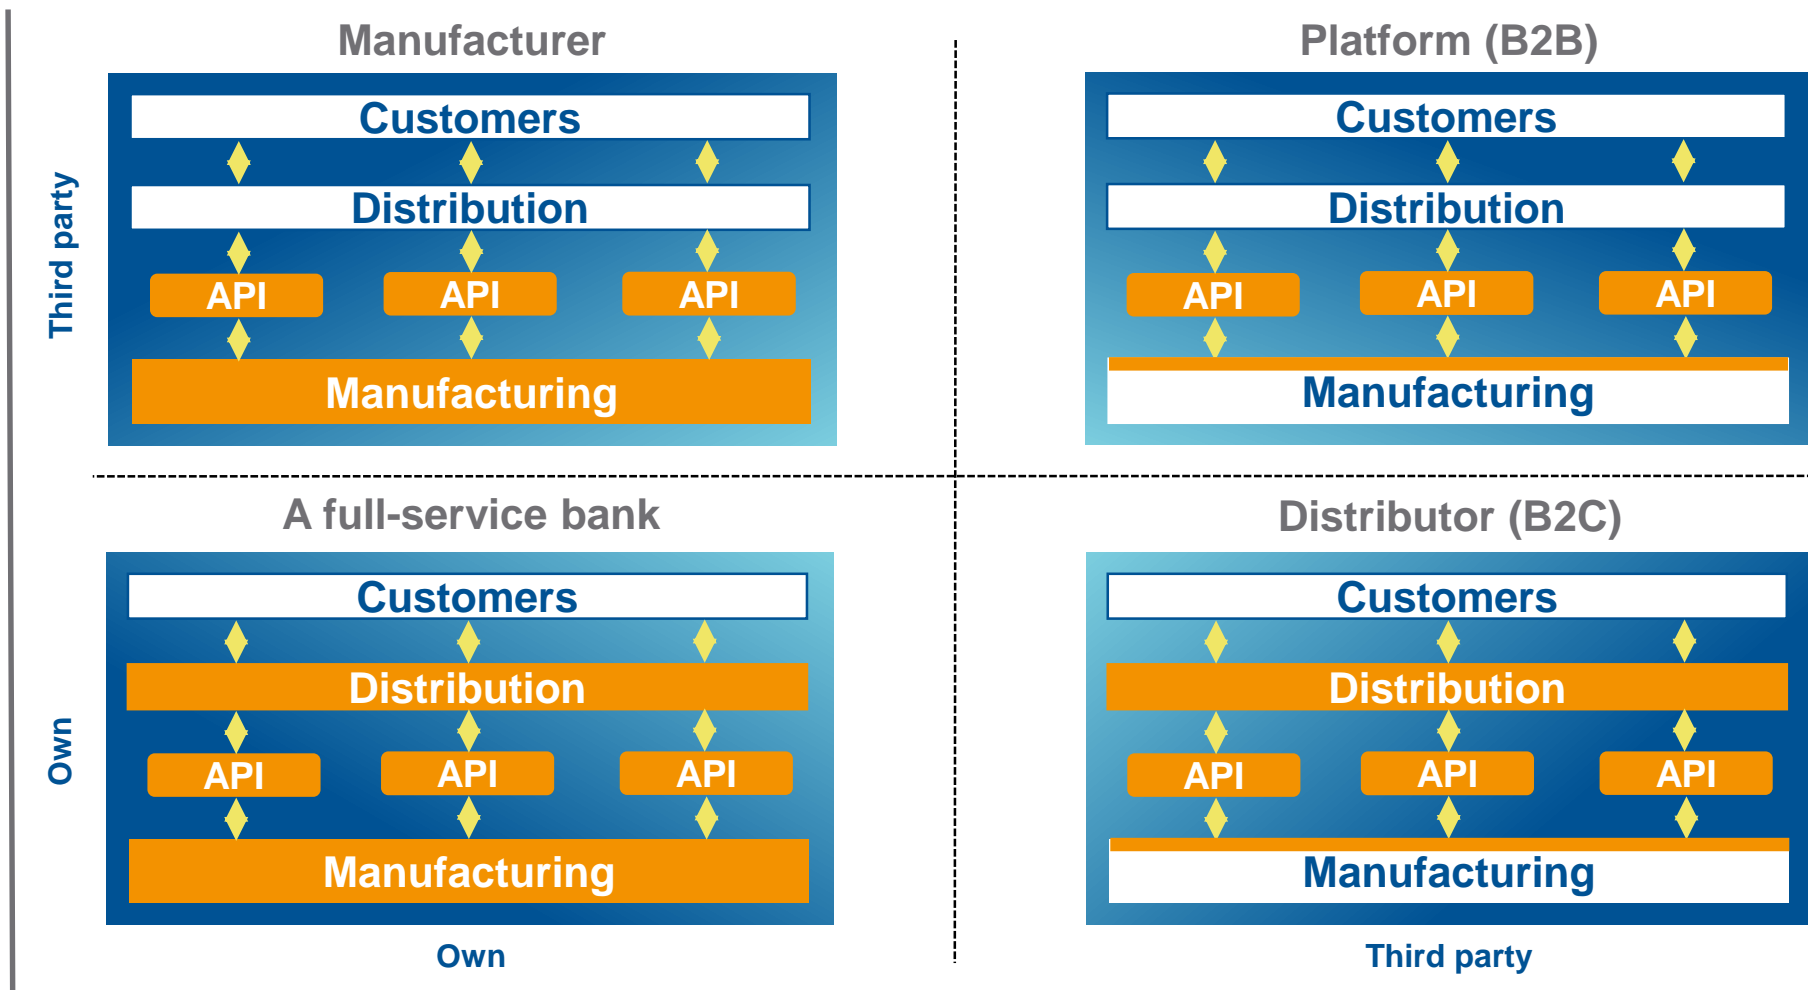 Manufacturer
Platform (B2B)
Third party
Customers
Distribution
API API API
Manufacturing
Customers
Distribution
API API API
Manufacturing
A full-service bank
Distributor (B2C)
Own
Customers
Distribution
API API API
Manufacturing
Customers
Distribution
API API API
Manufacturing
Own
Third party